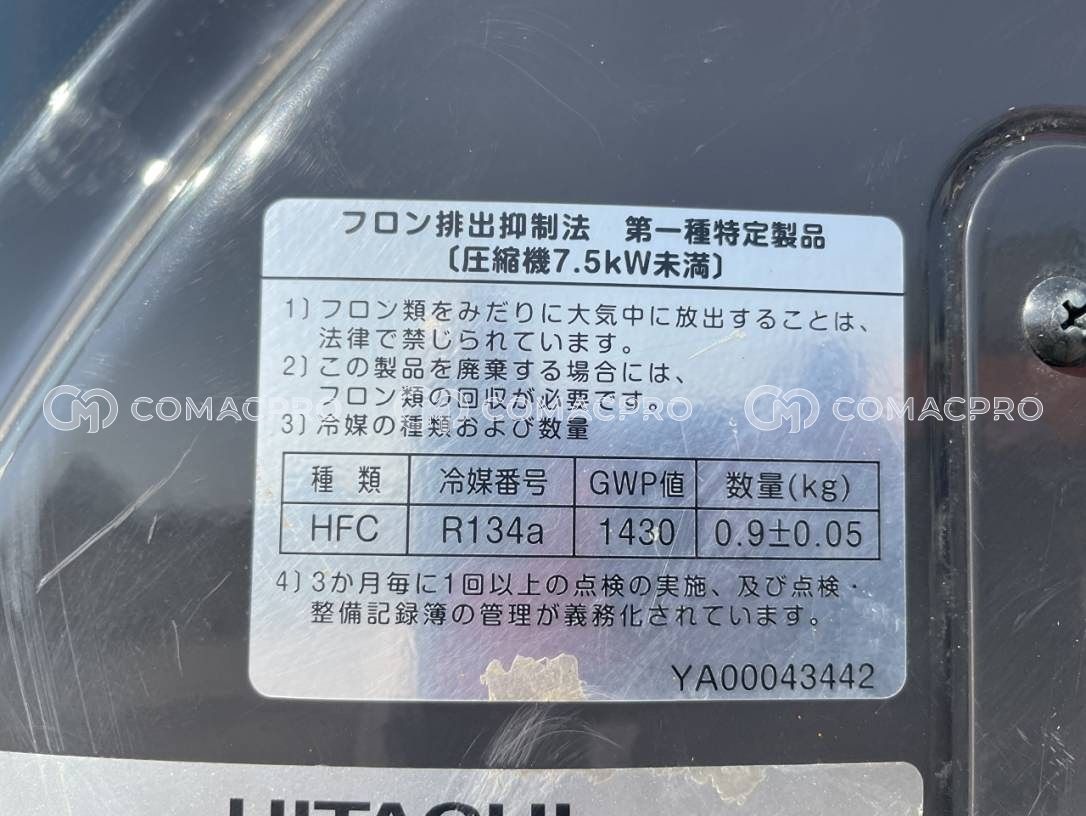 フロン排出抑制法 第一種特定製品
〔圧縮機7.5kW未満〕
1)フロン類をみだりに大気中に放出することは、
法律で禁じられています。
2)この製品を廃棄する場合には、
フロン類の回収が必要です。
COMACPRO COMACPRO COMACPRO
3)冷媒の種類および数量
種類 冷媒番号 GWP値 数量(kg)
HFC R134a 1430 0.9±0.05
4)3か月毎に1回以上の点検の実施、及び点検・
整備記録簿の管理が義務化されています。
YA00043442
HITACHI